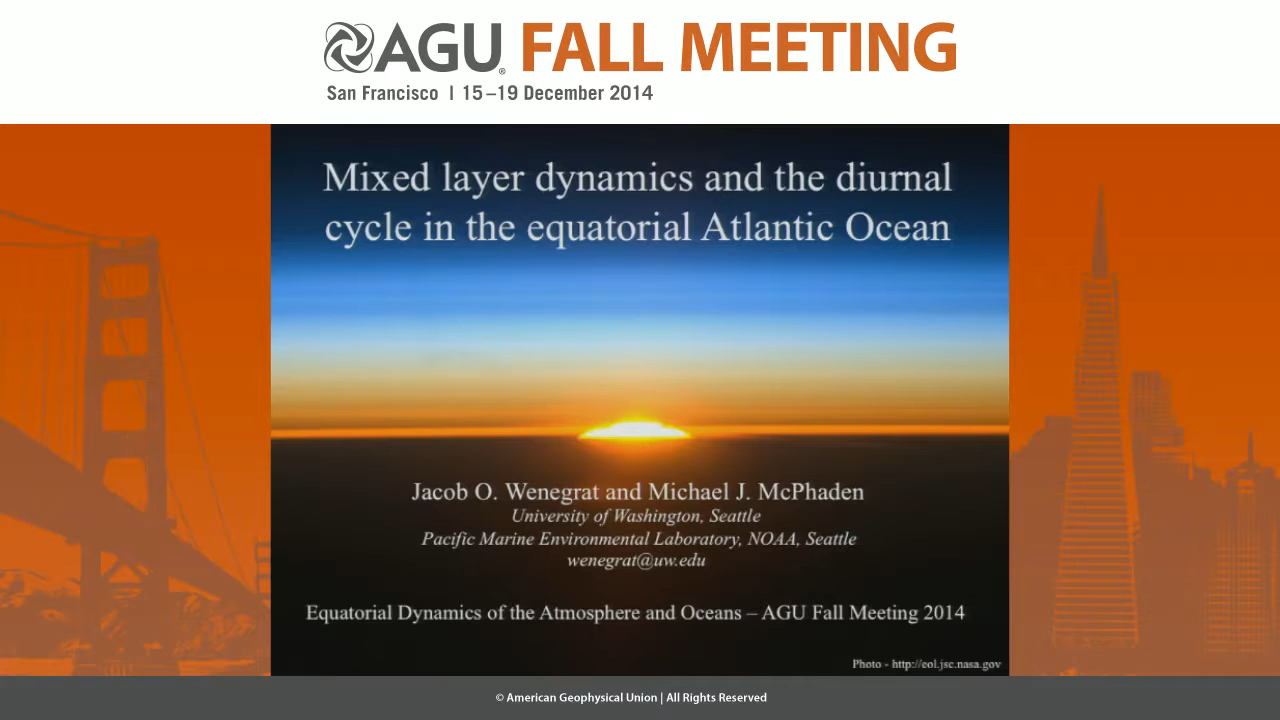 AGU® FALL MEETING
San Francisco | 15–19 December 2014
Mixed layer dynamics and the diurnal
cycle in the equatorial Atlantic Ocean
Jacob O. Wenegrat and Michael J. McPhaden
University of Washington, Seattle
Pacific Marine Environmental Laboratory, NOAA, Seattle
wenegrat@uw.edu
Equatorial Dynamics of the Atmosphere and Oceans – AGU Fall Meeting 2014
Photo - http://eol.jsc.nasa.gov
© American Geophysical Union | All Rights Reserved